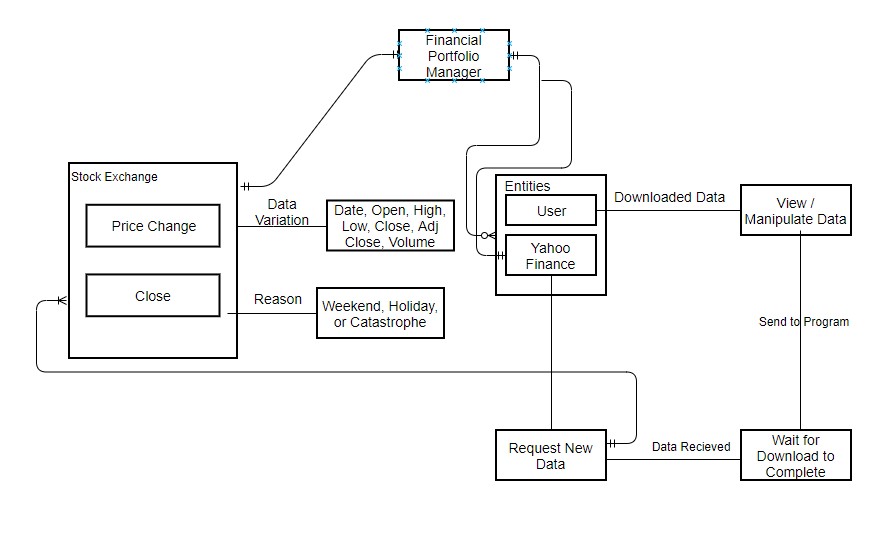 Financial
Portfolio
Manager
Stock Exchange
Price Change
Close
Data
Variation
Date, Open, High,
Low, Close, Adj
Close, Volume
Reason
Weekend, Holiday,
or Catastrophe
Entities
User
Yahoo
Finance
Downloaded Data
View /
Manipulate Data
Send to Program
Request New
Data
Data Recieved
Wait for
Download to
Complete